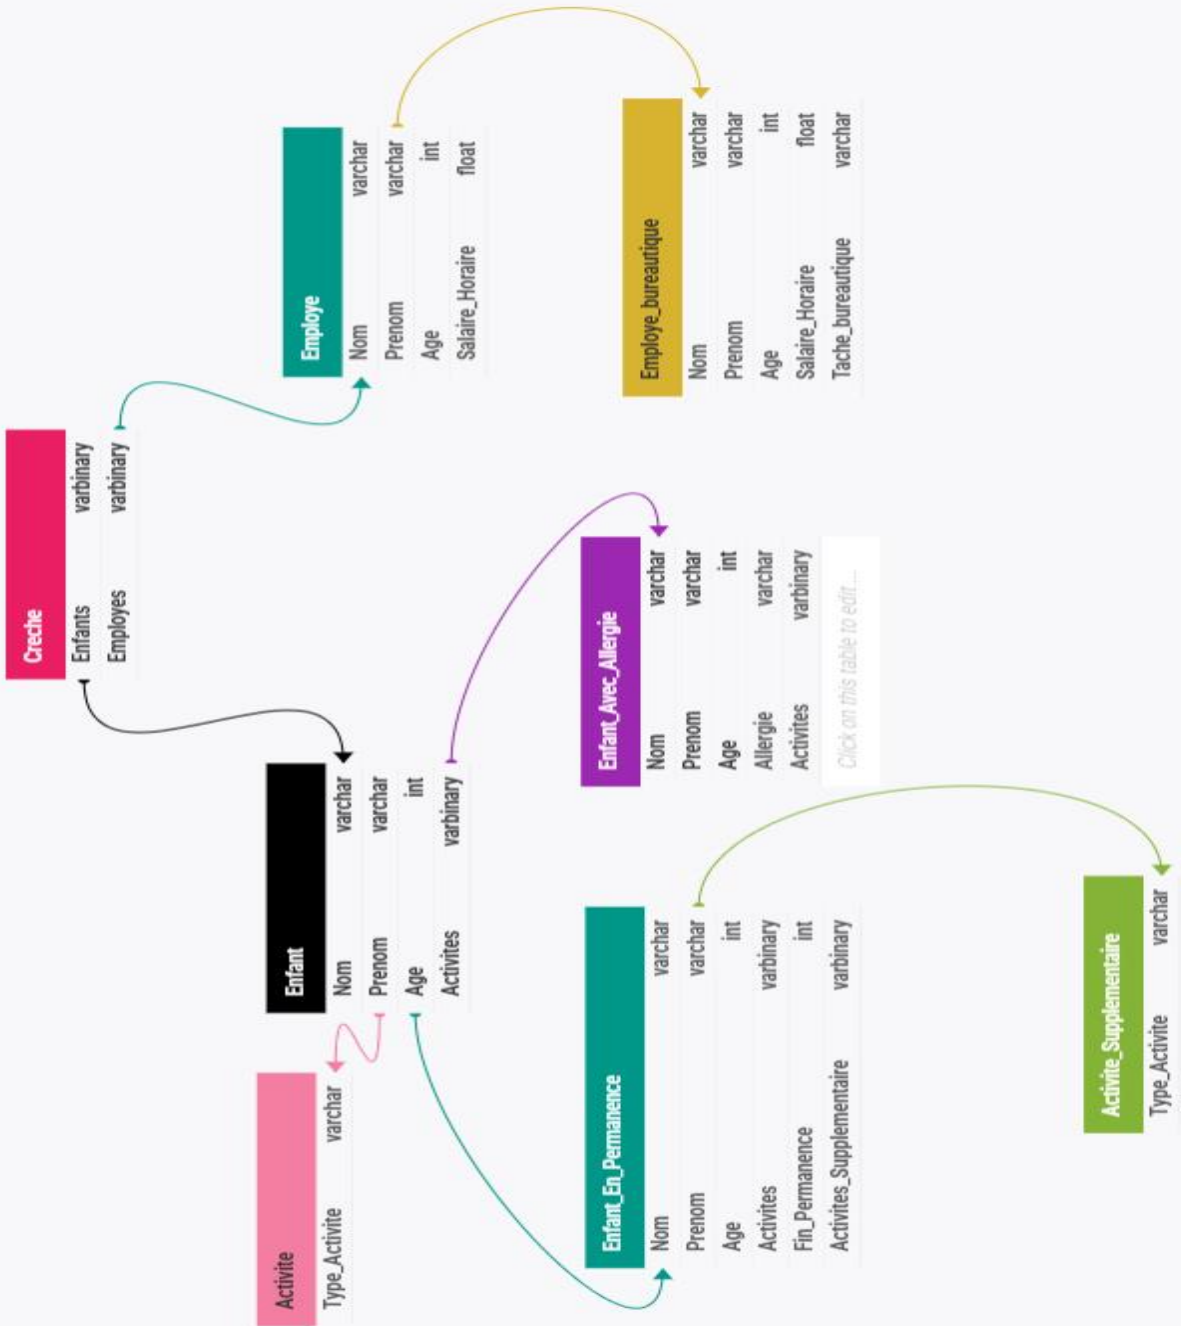 Creche
Enfants varbinary
Employes varbinary
Employe
Nom varchar
Prenom varchar
Age int
Salaire_Horaire float
Employe_bureautique
Nom varchar
Prenom varchar
Age int
Salaire_Horaire float
Tache_bureautique varchar
Enfant
Nom varchar
Prenom varchar
Age int
Activites varbinary
Enfant_Avec_Allergie
Nom varchar
Prenom varchar
Age int
Allergie varchar
Activites varbinary
Click on this table to edit...
Activite
Type_Activite varchar
Enfant_En_Permanence
Nom varchar
Prenom varchar
Age int
Activites varbinary
Fin_Permanence int
Activites_Supplementaire varbinary
Activite_Supplementaire
Type_Activite varchar